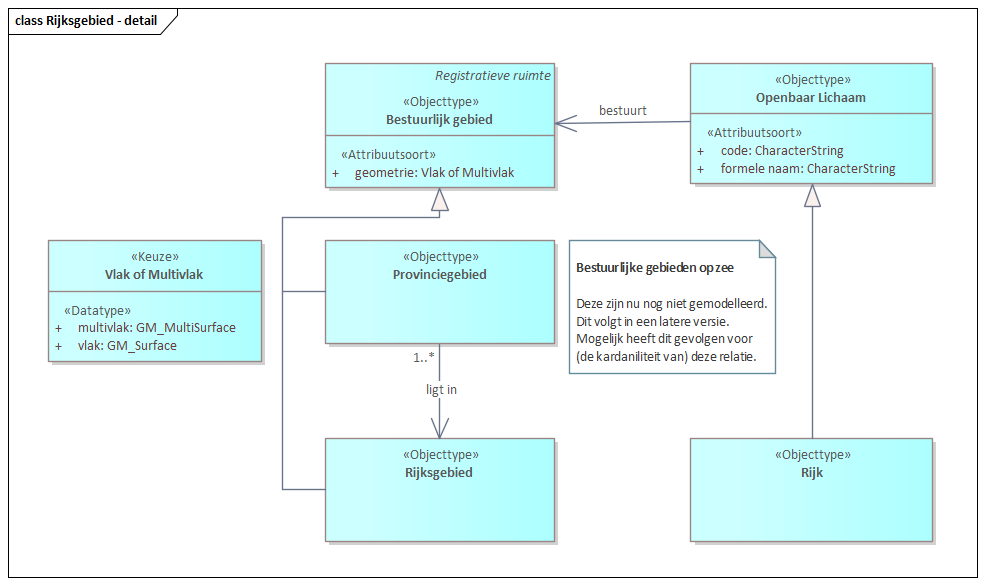 class Rijksgebied - detail
Registratieve ruimte
«Objecttype»
Bestuurlijk gebied
«Attribuutsoort»
+ geometrie: Vlak of Multivlak
bestuurt
«Objecttype»
Openbaar Lichaam
«Attribuutsoort»
+ code: CharacterString
+ formele naam: CharacterString
«Keuze»
Vlak of Multivlak
«Datatype»
+ multivlak: GM_MultiSurface
+ vlak: GM_Surface
«Objecttype»
Provinciegebied
Bestuurlijke gebieden op zee
Deze zijn nu nog niet gemodelleerd.
Dit volgt in een latere versie.
Mogelijk heeft dit gevolgen voor
(de kardaniliteit van) deze relatie.
1..*
ligt in
«Objecttype»
Rijksgebied
«Objecttype»
Rijk